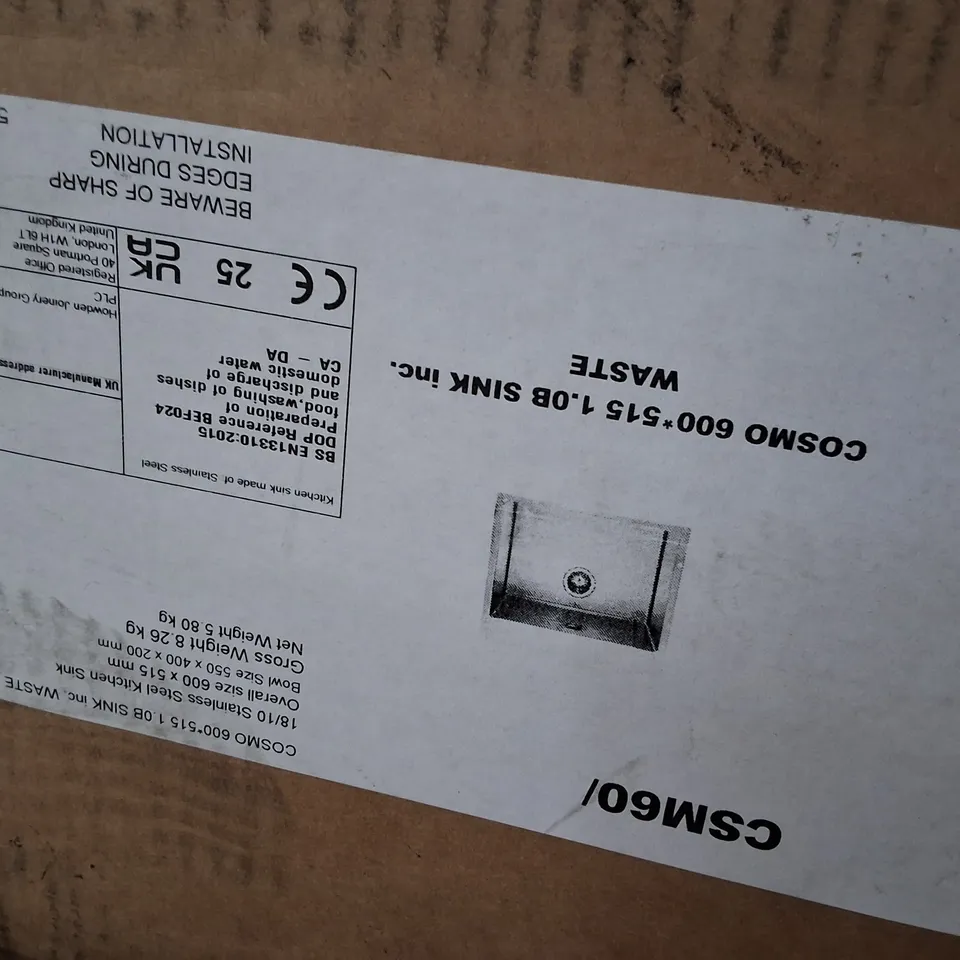 CSM60/
COSMO 600*515 1.0B SINK inc.
WASTE
COSMO 600*515 1.0B SINK inc. WASTE
18/10 Stainless Steel Kitchen Sink
Overall size 600 x 515 mm
Bowl Size 550 x 400 x 200 mm
Gross Weight 8.26 kg
Net Weight 5.80 kg
Kitchen sink made of: Stainless Steel
BS EN13310:2015
DOP Reference BEF024
Preparation of
food,washing of dishes
and discharge of
domestic water
CA – DA
CE 25 UK
CA
UK Manufacturer address
Howden Joinery Group
PLC
Registered Office
40 Portman Square
London, W1H 6LT
United Kingdom
BEWARE OF SHARP
EDGES DURING
INSTALLATION
5